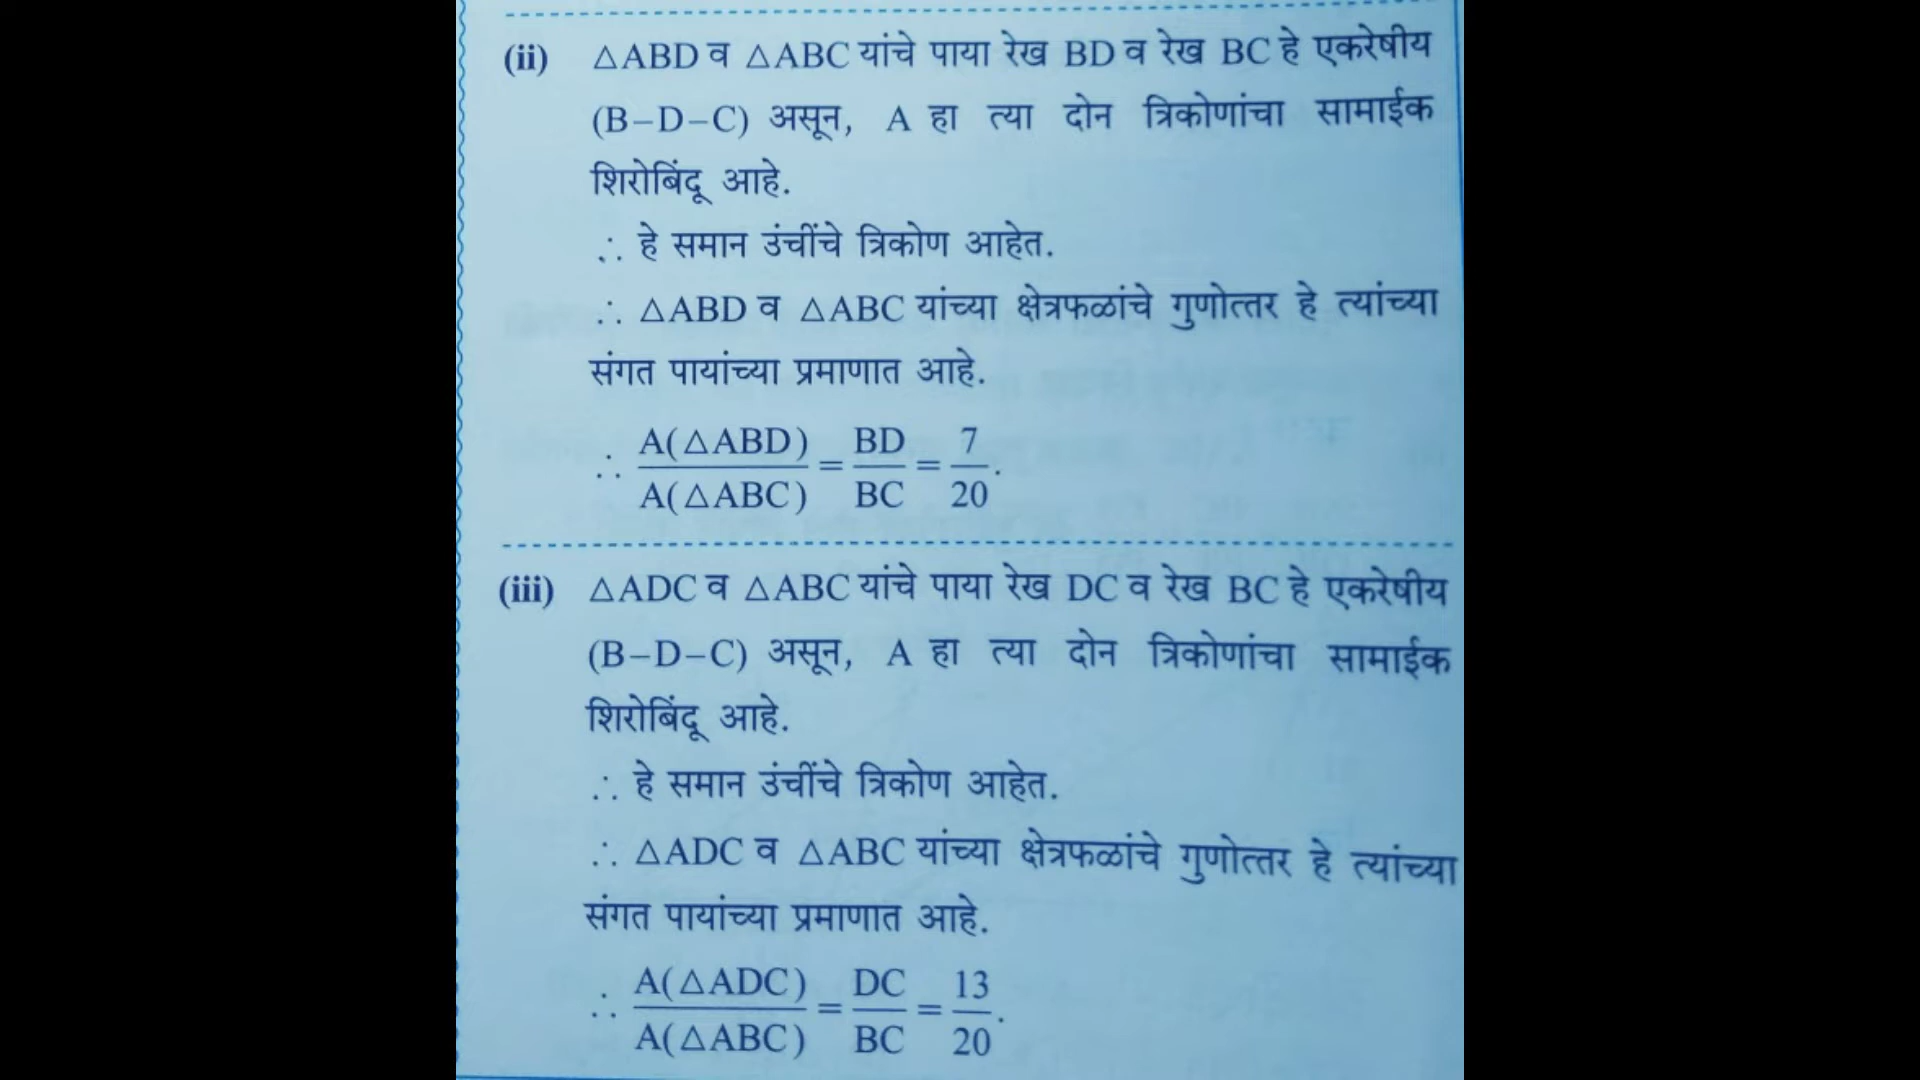 (ii) △ABD व △ABC यांचे पाया रेख BD व रेख BC हे एकरेषीय
(B–D–C) असून, A हा त्या दोन त्रिकोणांचा सामाईक
शिरोबिंदू आहे.
∴ हे समान उंचींचे त्रिकोण आहेत.
∴ △ABD व △ABC यांच्या क्षेत्रफळांचे गुणोत्तर हे त्यांच्या
संगत पायांच्या प्रमाणात आहे.
∴ A(△ABD)/A(△ABC) = BD/BC = 7/20.
(iii) △ADC व △ABC यांचे पाया रेख DC व रेख BC हे एकरेषीय
(B–D–C) असून, A हा त्या दोन त्रिकोणांचा सामाईक
शिरोबिंदू आहे.
∴ हे समान उंचींचे त्रिकोण आहेत.
∴ △ADC व △ABC यांच्या क्षेत्रफळांचे गुणोत्तर हे त्यांच्या
संगत पायांच्या प्रमाणात आहे.
∴ A(△ADC)/A(△ABC) = DC/BC = 13/20.